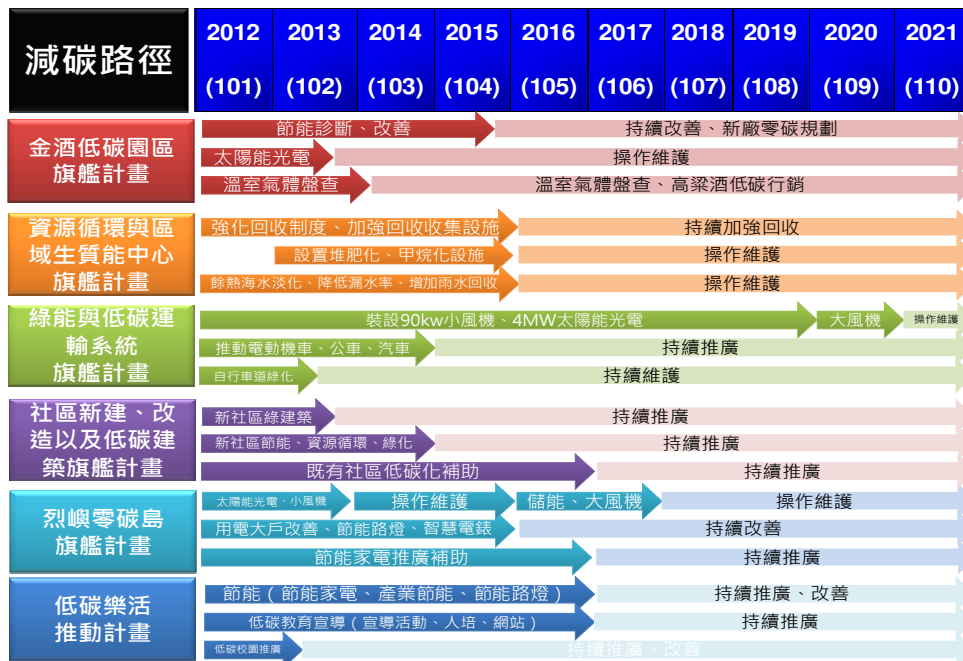 減碳路徑
2012 2013 2014 2015 2016 2017 2018 2019 2020 2021
(101) (102) (103) (104) (105) (106) (107) (108) (109) (110)
金酒低碳園區
旗艦計畫
節能診斷、改善 持續改善、新廠零碳規劃
太陽能光電 操作維護
溫室氣體盤查 溫室氣體盤查、高粱酒低碳行銷
資源循環與區
域生質能中心
旗艦計畫
強化回收制度、加強回收收集設施 持續加強回收
設置堆肥化、甲烷化設施 操作維護
餘熱海水淡化、降低漏水率、增加雨水回收 操作維護
綠能與低碳運
輸系統
旗艦計畫
裝設90kw小風機、4MW太陽能光電 大風機 操作維護
推動電動機車、公車、汽車 持續推廣
自行車道綠化 持續維護
社區新建、改
造以及低碳建
築旗艦計畫
新社區綠建築 持續推廣
新社區節能、資源循環、綠化 持續推廣
既有社區低碳化補助 持續推廣
烈嶼零碳島
旗艦計畫
太陽能光電、小風機 操作維護 儲能、大風機 操作維護
用電大戶改善、節能路燈、智慧電錶 持續改善
節能家電推廣補助 持續推廣
低碳樂活
推動計畫
節能（節能家電、產業節能、節能路燈） 持續推廣、改善
低碳教育宣導（宣導活動、人培、網站） 持續推廣
低碳校園推廣 持續推廣、改善